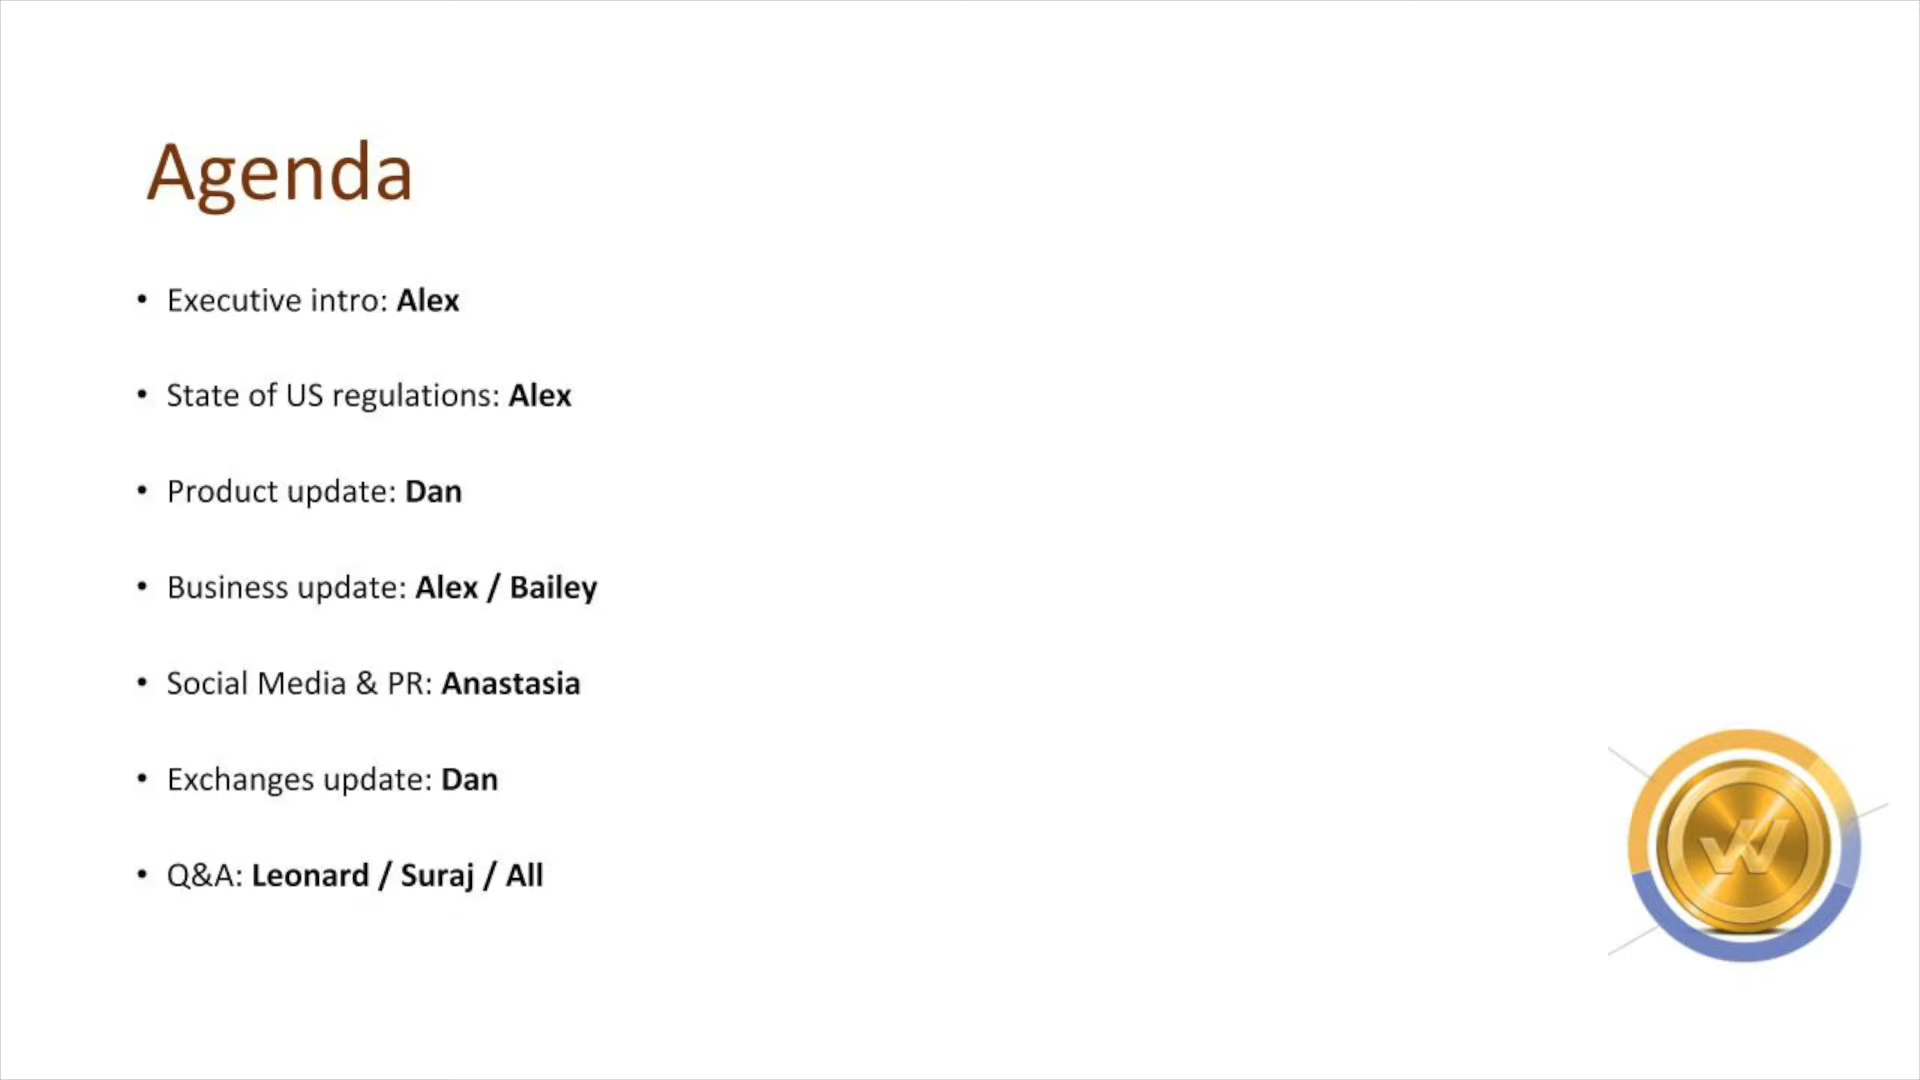 Agenda
• Executive intro: Alex
• State of US regulations: Alex
• Product update: Dan
• Business update: Alex / Bailey
• Social Media & PR: Anastasia
• Exchanges update: Dan
• Q&A: Leonard / Suraj / All
W